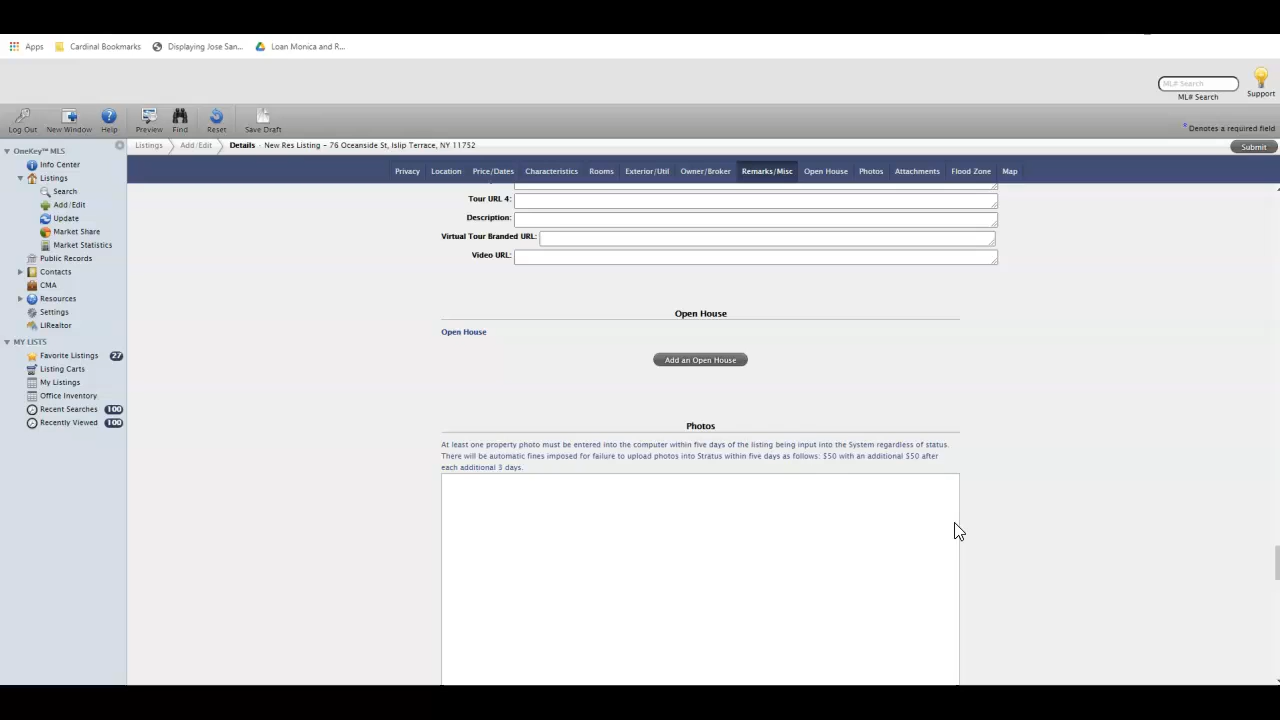 Apps
Cardinal Bookmarks
Displaying Jose San...
Loan Monica and R...
ML# Search
ML# Search
Support
Log Out
New Window
Help
Preview
Find
Reset
Save Draft
* Denotes a required field
OneKey™ MLS
Listings
Add/Edit
Details - New Res Listing - 76 Oceanside St, Islip Terrace, NY 11752
Submit
Info Center
Listings
Search
Add/Edit
Update
Market Share
Market Statistics
Public Records
Contacts
CMA
Resources
Settings
LIRealtor
MY LISTS
Favorite Listings 27
Listing Carts
My Listings
Office Inventory
Recent Searches 100
Recently Viewed 100
Privacy
Location
Price/Dates
Characteristics
Rooms
Exterior/Util
Owner/Broker
Remarks/Misc
Open House
Photos
Attachments
Flood Zone
Map
Tour URL 4:
Description:
Virtual Tour Branded URL:
Video URL:
Open House
Open House
Add an Open House
Photos
At least one property photo must be entered into the computer within five days of the listing being input into the System regardless of status.
There will be automatic fines imposed for failure to upload photos into Stratus within five days as follows: $50 with an additional $50 after
each additional 3 days.